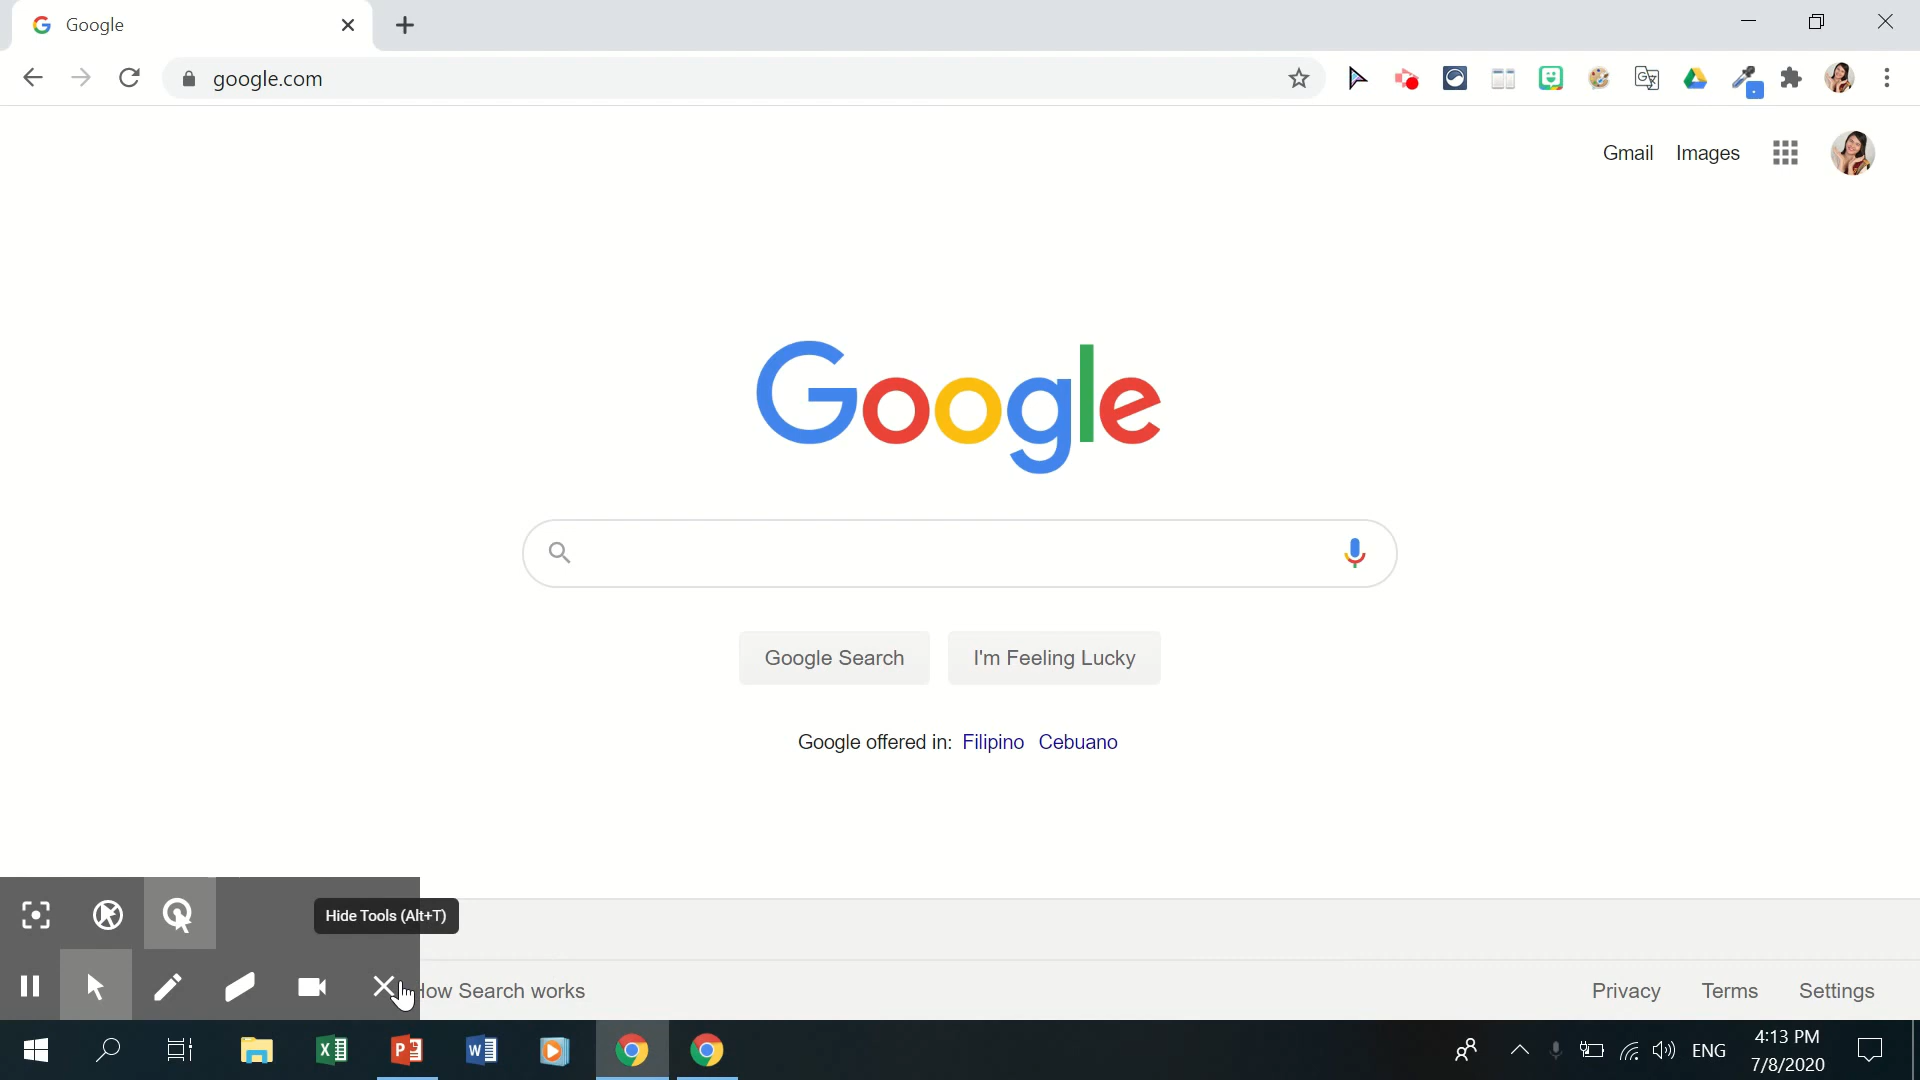 Google
google.com
Gmail Images
Google
Google Search I'm Feeling Lucky
Google offered in: Filipino Cebuano
Hide Tools (Alt+T)
How Search works
Privacy Terms Settings
ENG
4:13 PM
7/8/2020